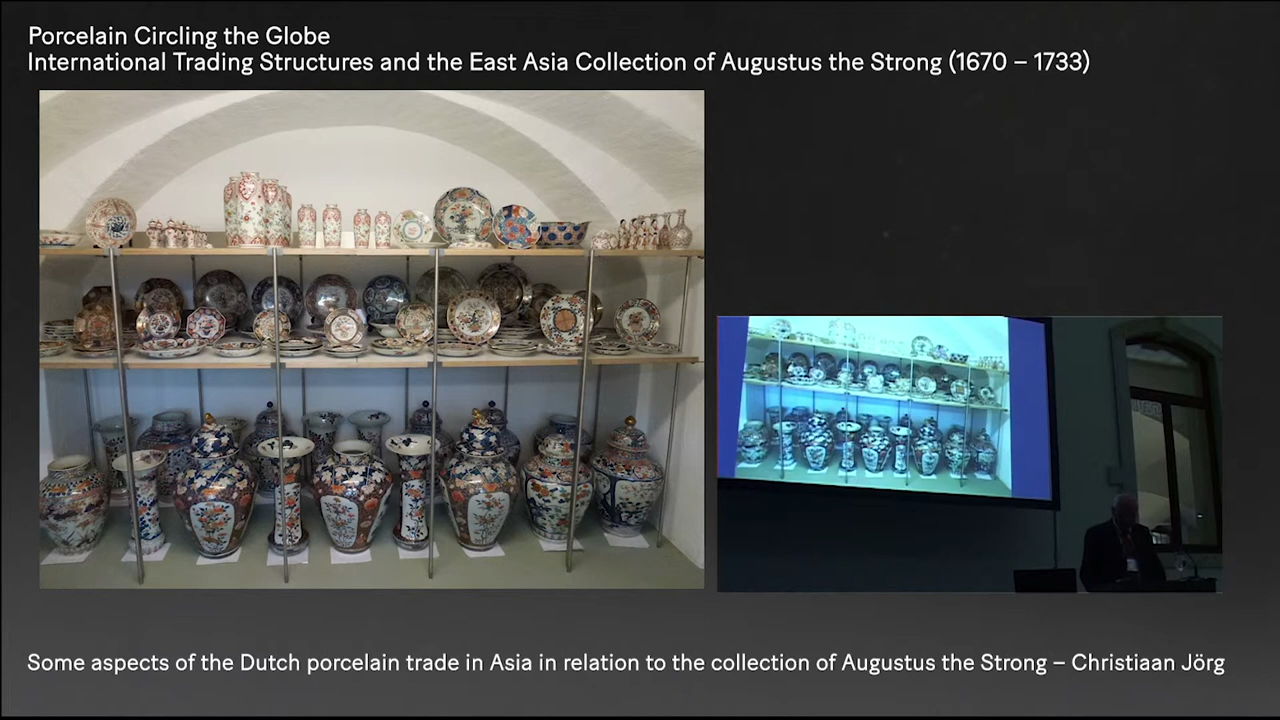 Porcelain Circling the Globe
International Trading Structures and the East Asia Collection of Augustus the Strong (1670 – 1733)
Some aspects of the Dutch porcelain trade in Asia in relation to the collection of Augustus the Strong – Christiaan Jörg